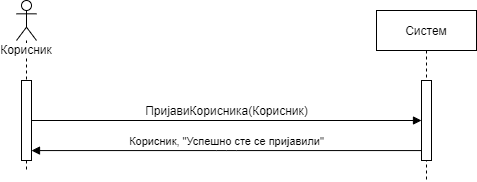 Корисник
Систем
ПријавиКорисника(Корисник)
Корисник, "Успешно сте се пријавили"